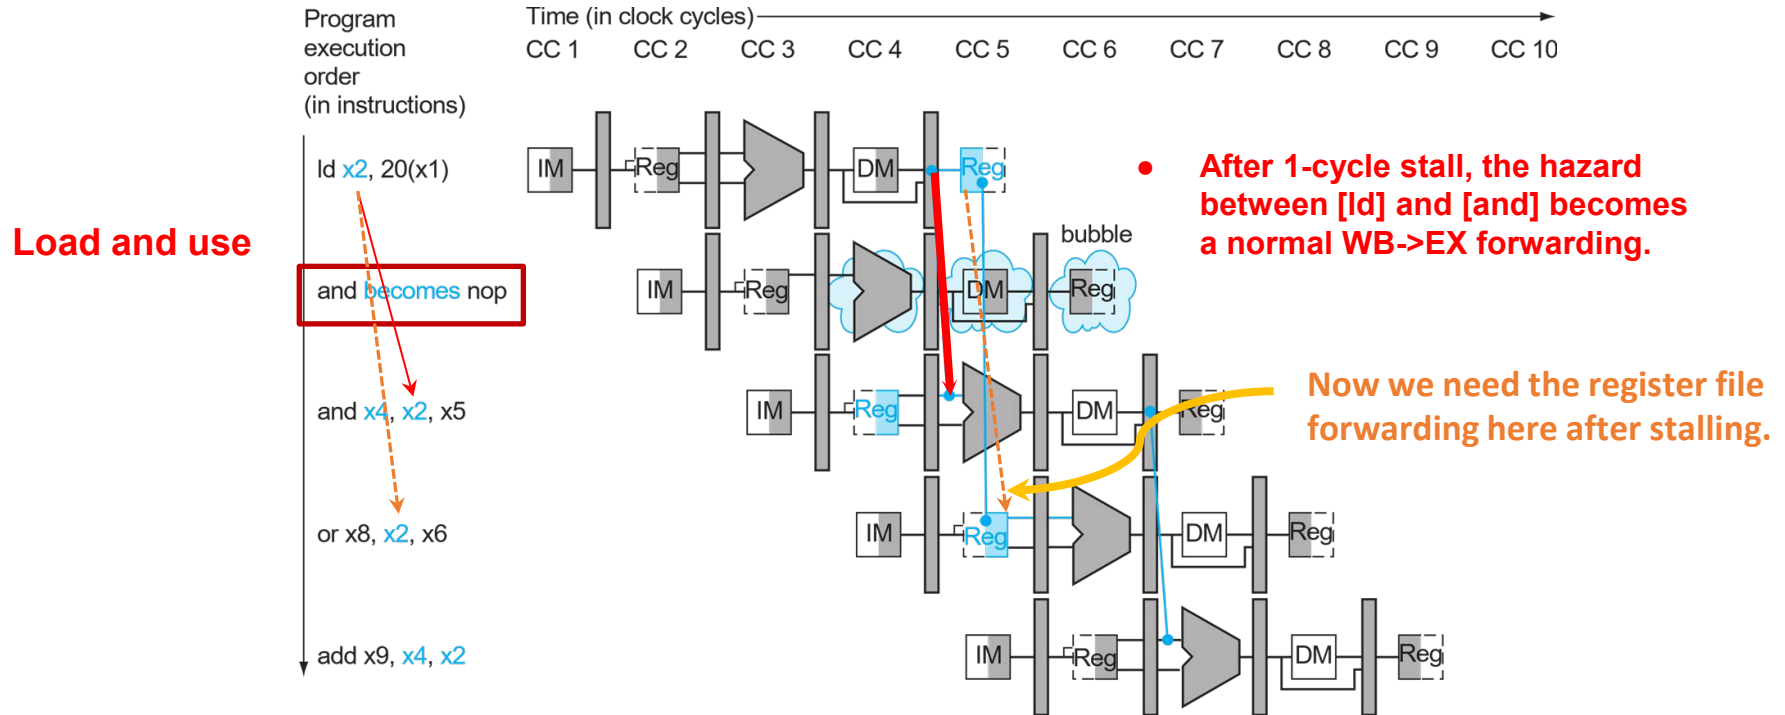 Program
execution
order
(in instructions)
Time (in clock cycles)
CC 1 CC 2 CC 3 CC 4 CC 5 CC 6 CC 7 CC 8 CC 9 CC 10
ld x2, 20(x1)
IM Reg DM Reg
• After 1-cycle stall, the hazard
between [ld] and [and] becomes
a normal WB->EX forwarding.
Load and use
bubble
and becomes nop
IM Reg DM Reg
and x4, x2, x5
IM Reg DM Reg
Now we need the register file
forwarding here after stalling.
or x8, x2, x6
IM Reg DM Reg
add x9, x4, x2
IM Reg DM Reg